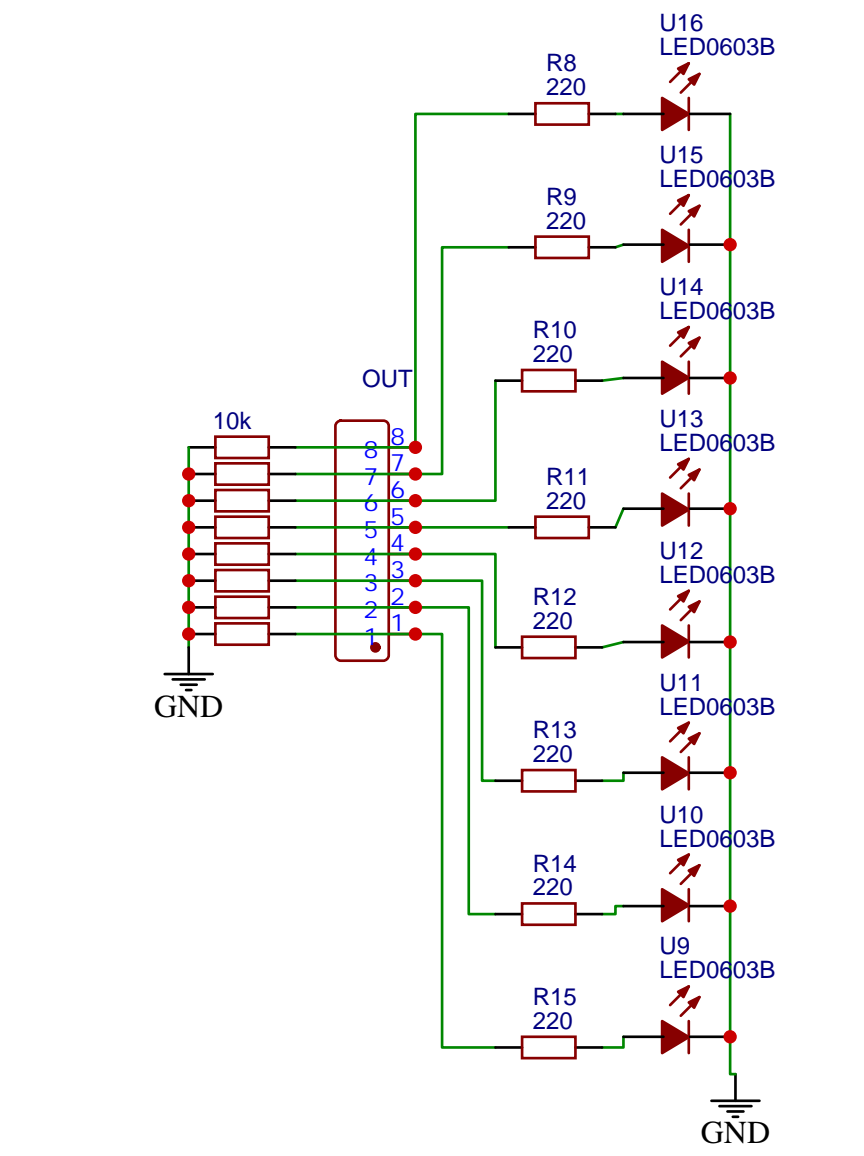 U16
LED0603B
R8
220
U15
LED0603B
R9
220
U14
LED0603B
R10
220
OUT
10k
U13
LED0603B
8 8
7 7
6 6
5 5
4 4
3 3
2 2
1 1
R11
220
U12
LED0603B
R12
220
GND
U11
LED0603B
R13
220
U10
LED0603B
R14
220
U9
LED0603B
R15
220
GND